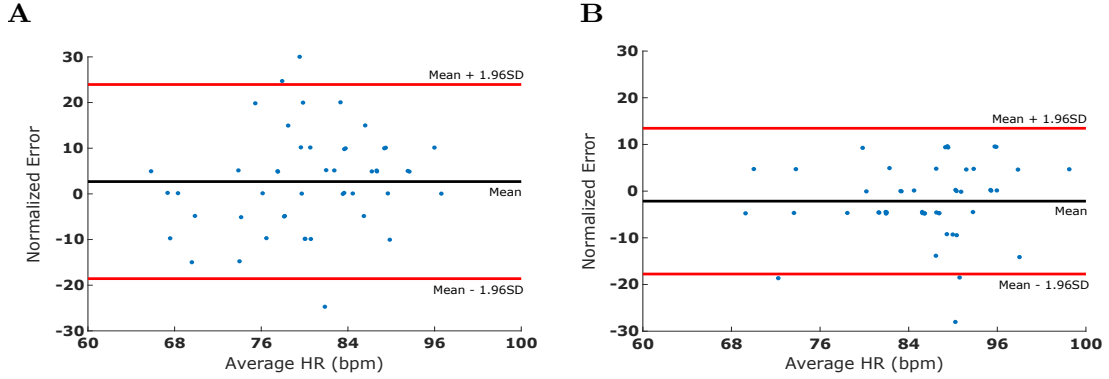 A
30
20
10
0
-10
-20
-30
Normalized Error
Mean + 1.96SD
Mean
Mean - 1.96SD
60 68 76 84 96 100
Average HR (bpm)
B
30
20
10
0
-10
-20
-30
Normalized Error
Mean + 1.96SD
Mean
Mean - 1.96SD
60 68 76 84 96 100
Average HR (bpm)